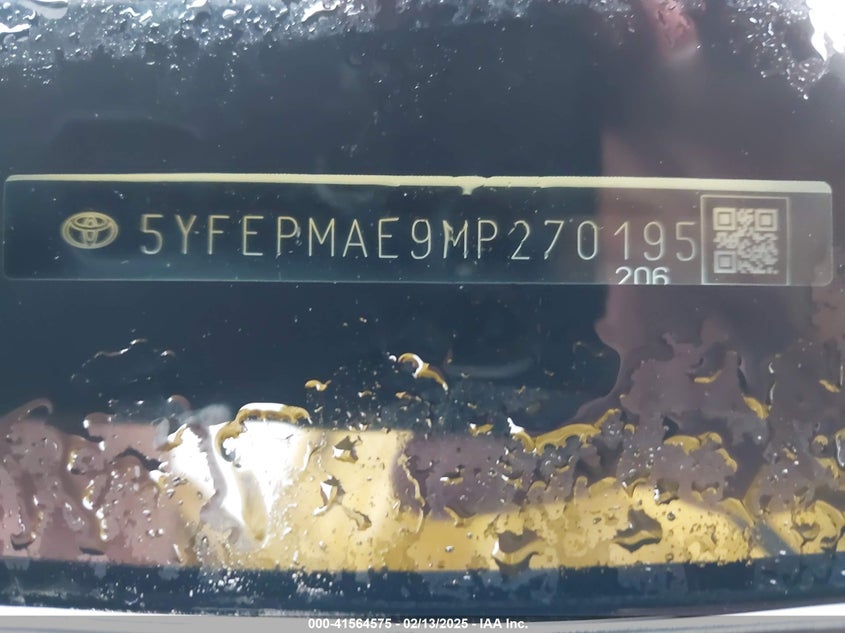 5YFEPMAE9MP270195
206
000-41564575 — 02/13/2025 — IAA Inc.